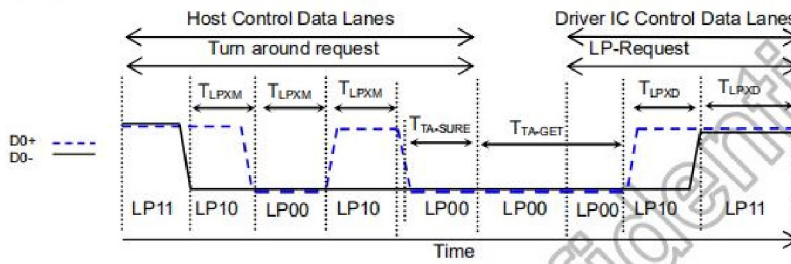 Host Control Data Lanes
Driver IC Control Data Lanes
Turn around request
LP-Request
TLPXM TLPXM TLPXM TLPXD TLPXD
TTA-SURE TTA-GET
D0+
D0-
LP11 LP10 LP00 LP10 LP00 LP00 LP00 LP10 LP11
Time